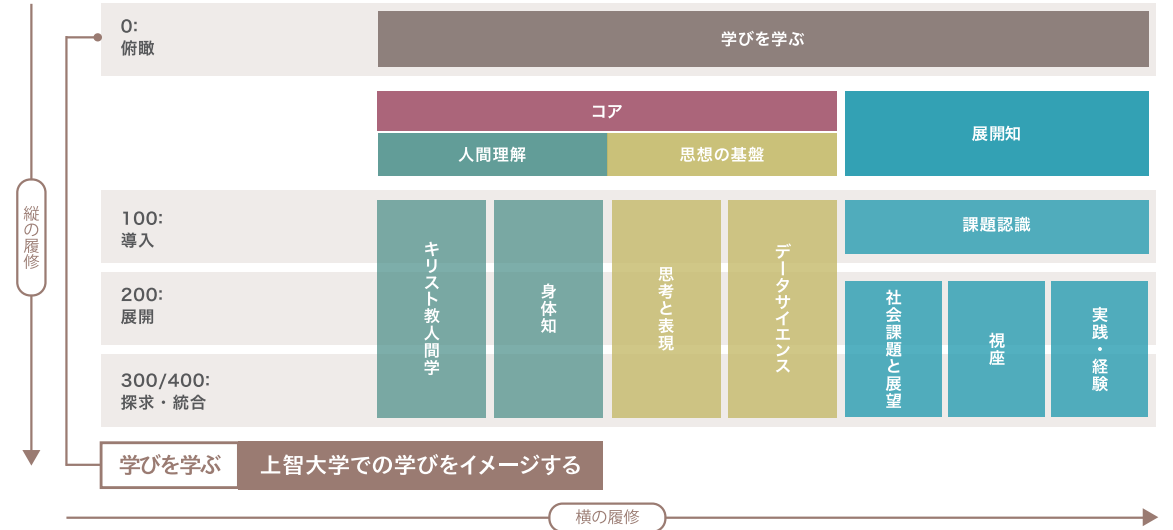 0:
俯瞰
学びを学ぶ
コア
人間理解
思想の基盤
展開知
縦の履修
100:
導入
200:
展開
300/400:
探求・統合
キリスト教人間学
身体知
思考と表現
データサイエンス
課題認識
社会課題と展望
視座
実践・経験
学びを学ぶ
上智大学での学びをイメージする
横の履修